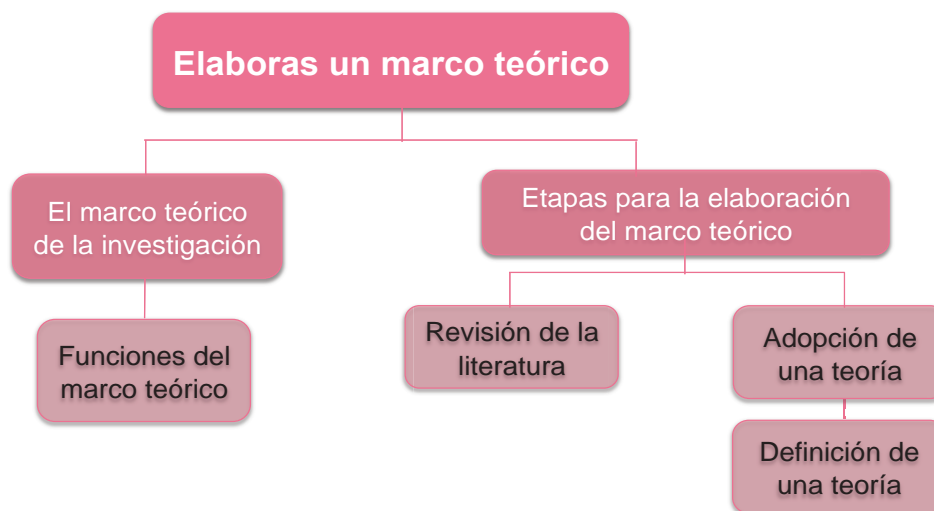 Elaboras un marco teórico
El marco teórico
de la investigación
Etapas para la elaboración
del marco teórico
Funciones del
marco teórico
Revisión de la
literatura
Adopción de
una teoría
Definición de
una teoría